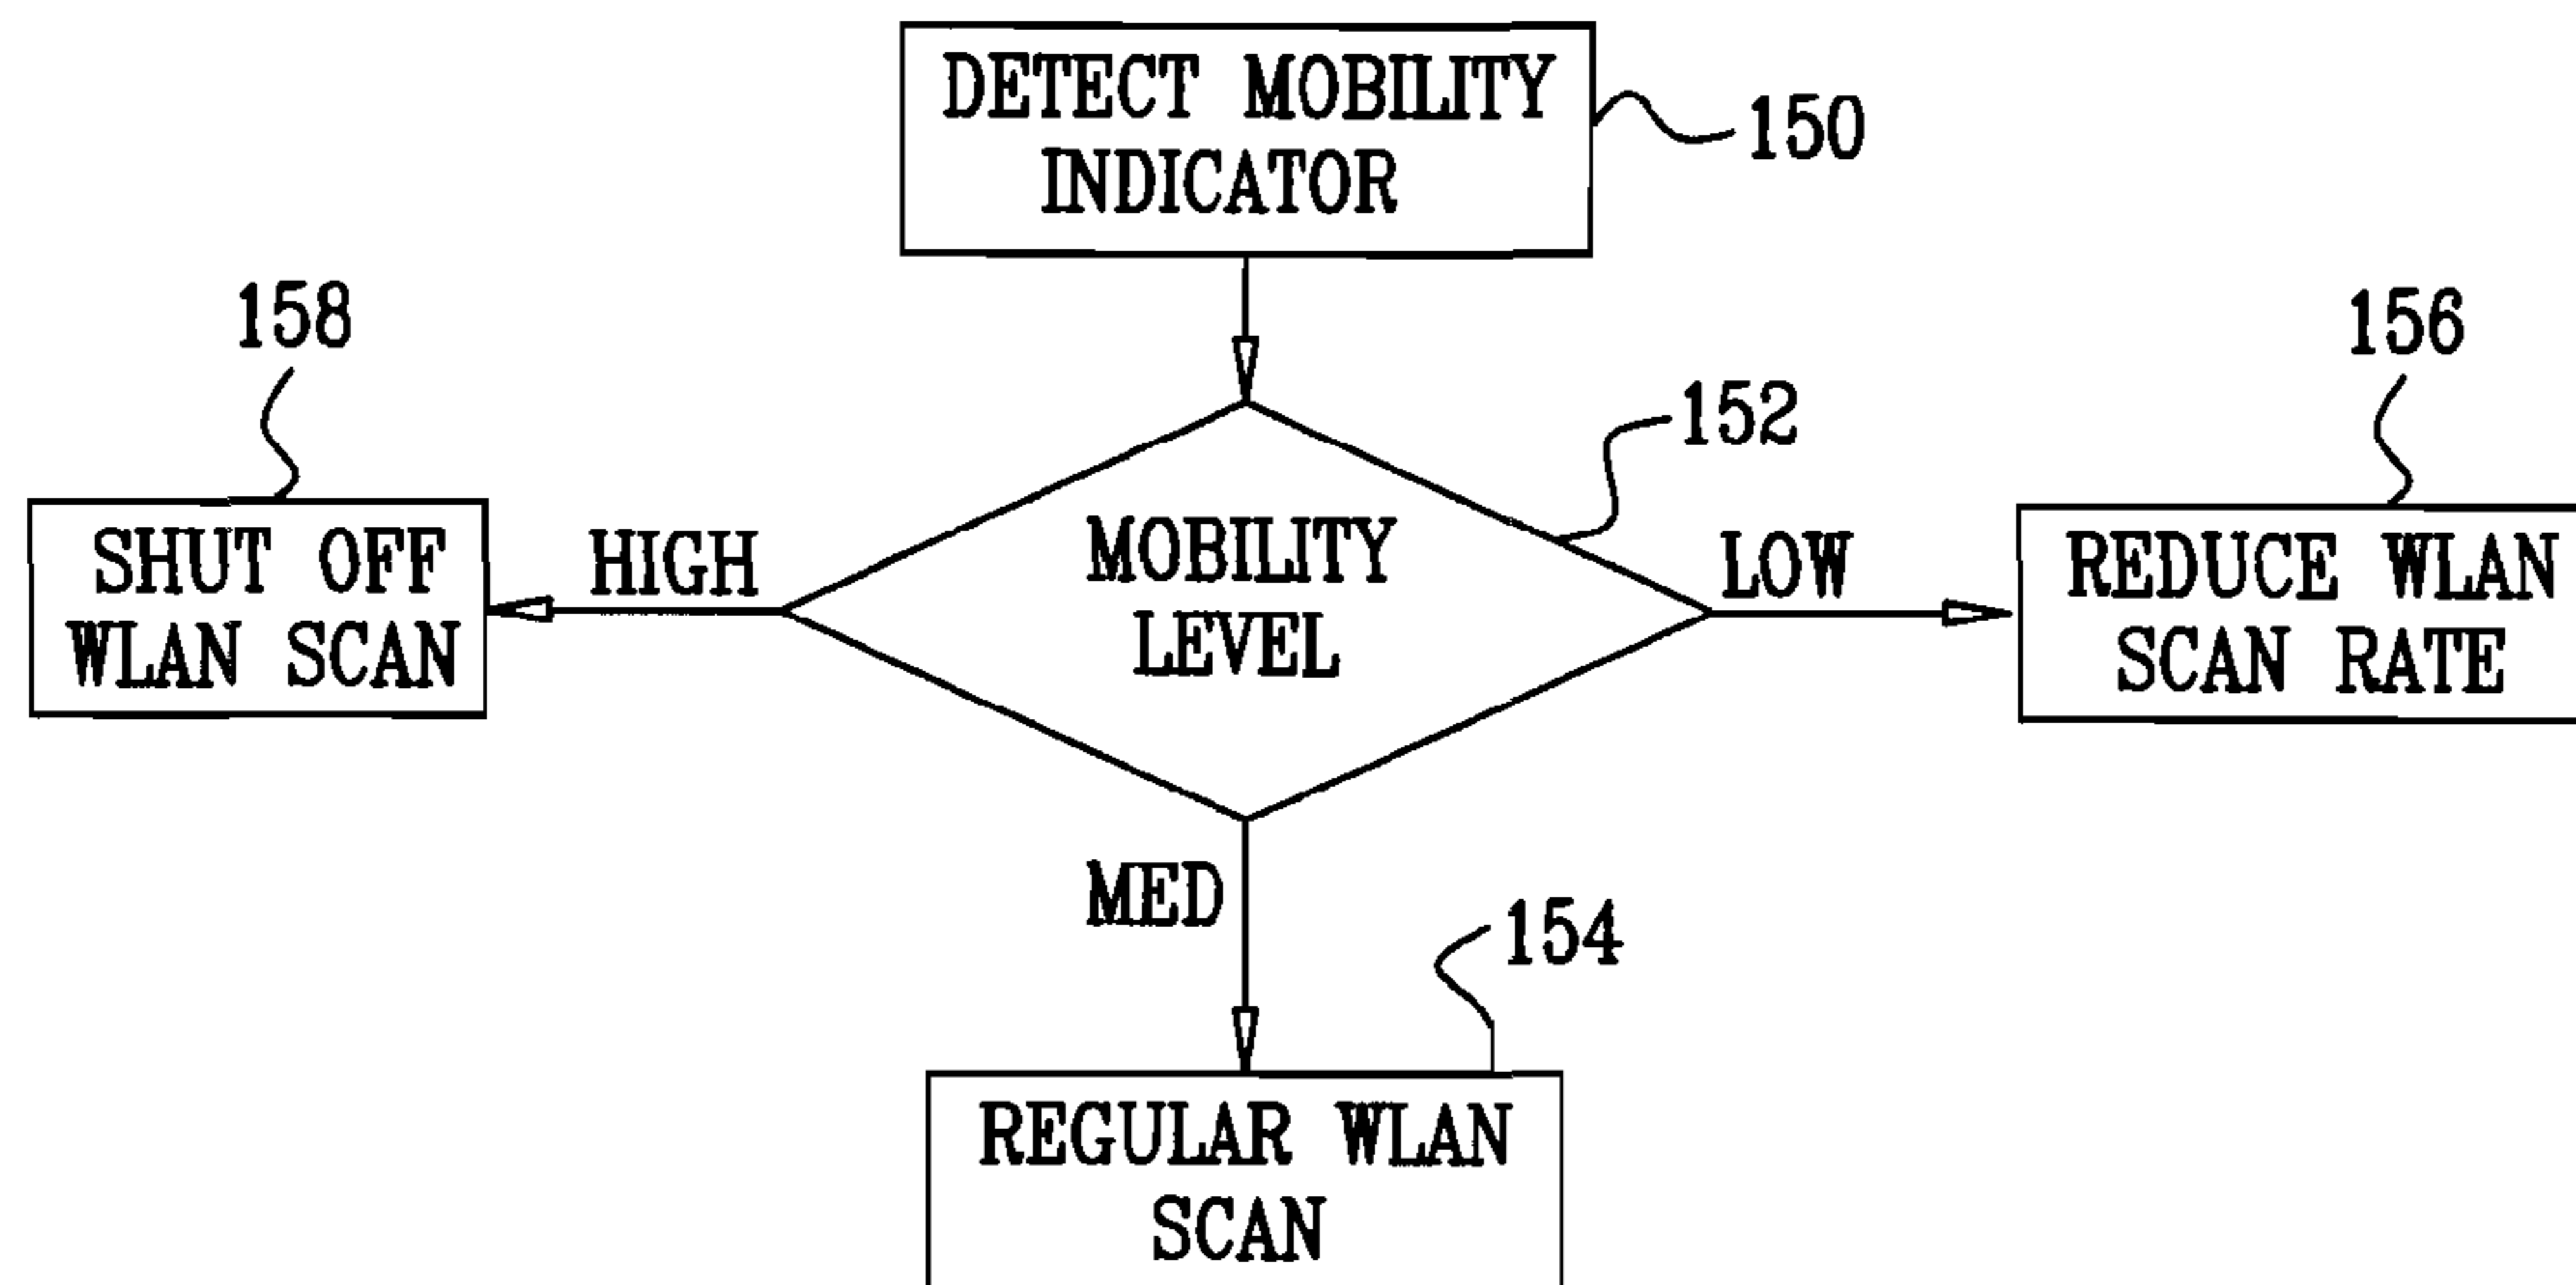 DETECT MOBILITY
INDICATOR
150
158
156
152
SHUT OFF
WLAN SCAN
HIGH
MOBILITY
LEVEL
LOW
REDUCE WLAN
SCAN RATE
MED
154
REGULAR WLAN
SCAN